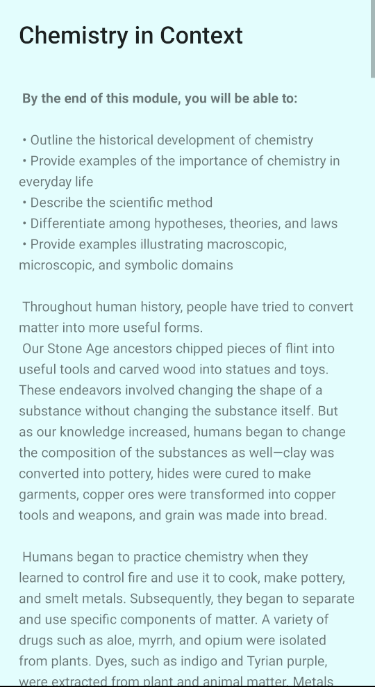 Chemistry in Context
By the end of this module, you will be able to:
• Outline the historical development of chemistry
• Provide examples of the importance of chemistry in
everyday life
• Describe the scientific method
• Differentiate among hypotheses, theories, and laws
• Provide examples illustrating macroscopic,
microscopic, and symbolic domains
Throughout human history, people have tried to convert
matter into more useful forms.
Our Stone Age ancestors chipped pieces of flint into
useful tools and carved wood into statues and toys.
These endeavors involved changing the shape of a
substance without changing the substance itself. But
as our knowledge increased, humans began to change
the composition of the substances as well—clay was
converted into pottery, hides were cured to make
garments, copper ores were transformed into copper
tools and weapons, and grain was made into bread.
Humans began to practice chemistry when they
learned to control fire and use it to cook, make pottery,
and smelt metals. Subsequently, they began to separate
and use specific components of matter. A variety of
drugs such as aloe, myrrh, and opium were isolated
from plants. Dyes, such as indigo and Tyrian purple,
were extracted from plant and animal matter. Metals